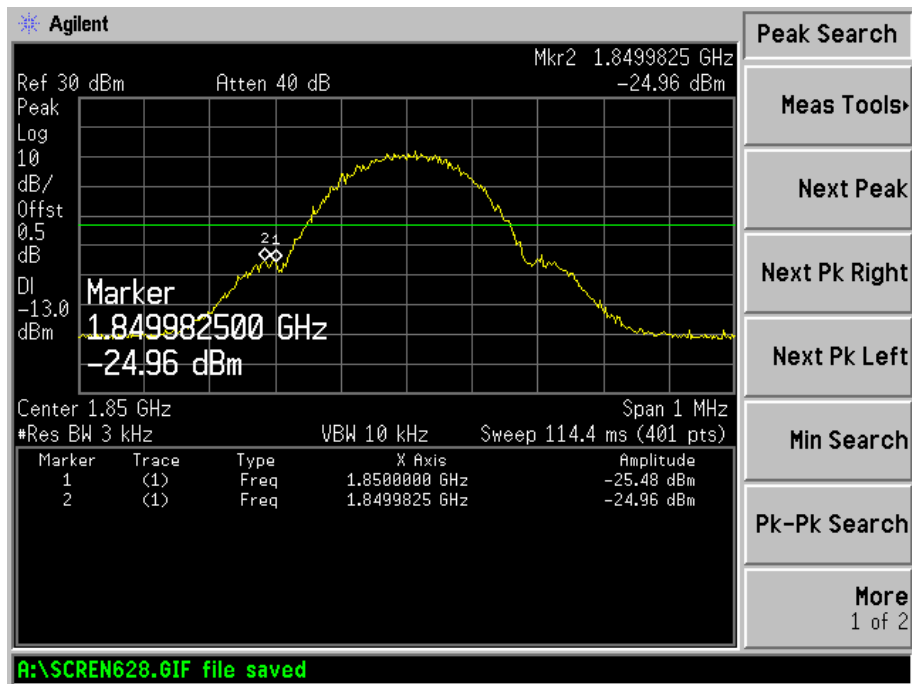 Agilent
Peak Search
Mkr2 1.8499825 GHz
Ref 30 dBm Atten 40 dB -24.96 dBm
Peak
Log
10
dB/
Offst
0.5
dB
DI
-13.0
dBm
21
Marker
1.849982500 GHz
-24.96 dBm
Center 1.85 GHz Span 1 MHz
#Res BW 3 kHz VBW 10 kHz Sweep 114.4 ms (401 pts)
Marker Trace Type X Axis Amplitude
1 (1) Freq 1.8500000 GHz -25.48 dBm
2 (1) Freq 1.8499825 GHz -24.96 dBm
A:\SCREN628.GIF file saved
Meas Tools
Next Peak
Next Pk Right
Next Pk Left
Min Search
Pk-Pk Search
More
1 of 2